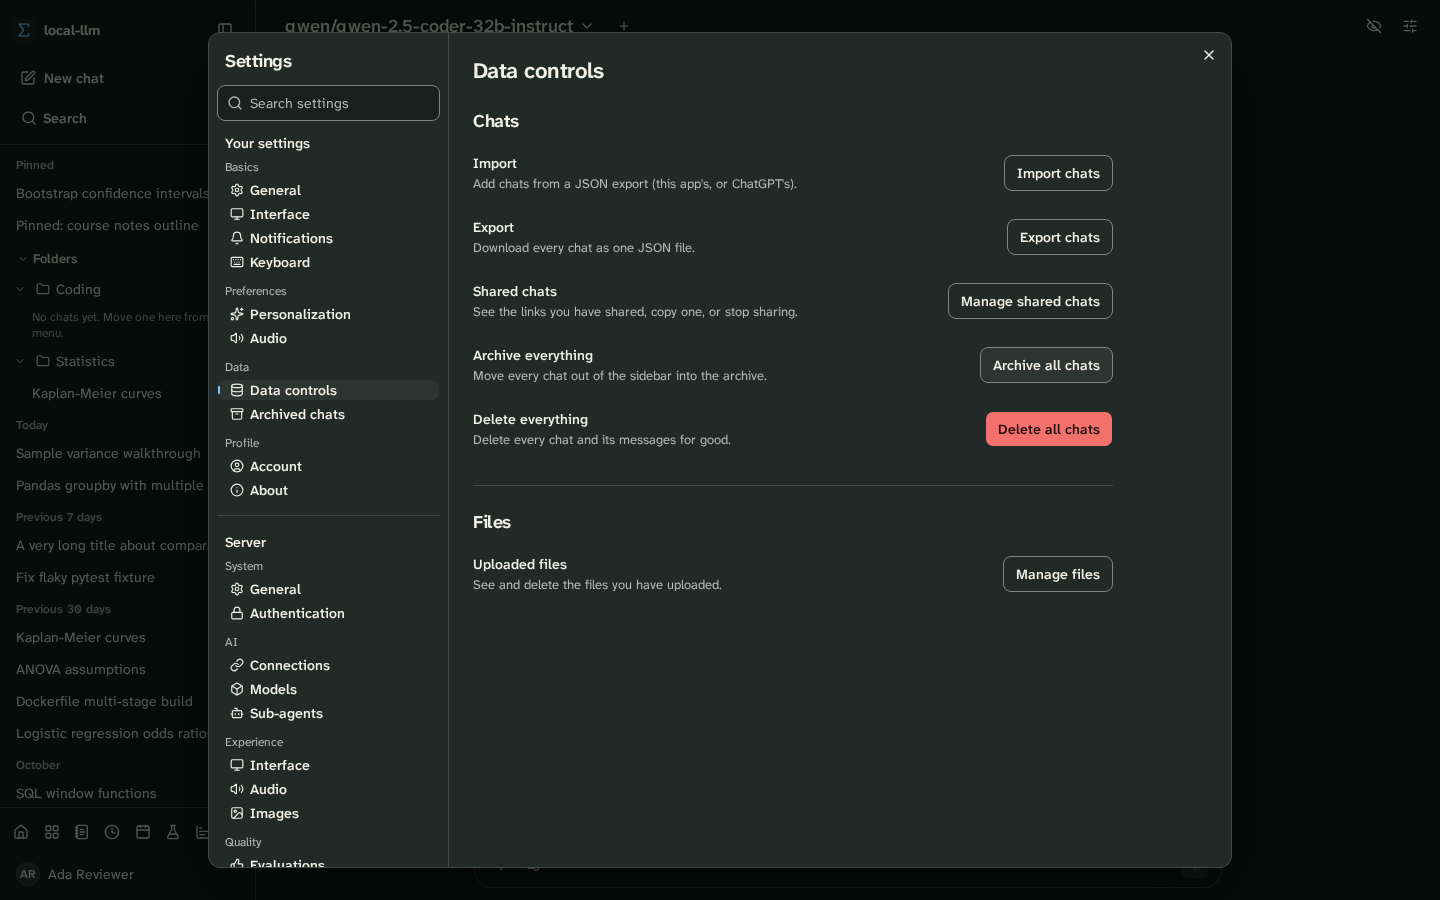 local-llm
New chat
Search
Pinned
Bootstrap confidence intervals
Pinned: course notes outline
Folders
Coding
No chats yet. Move one here from
menu.
Statistics
Kaplan-Meier curves
Today
Sample variance walkthrough
Pandas groupby with multiple
Previous 7 days
A very long title about compar
Fix flaky pytest fixture
Previous 30 days
Kaplan-Meier curves
ANOVA assumptions
Dockerfile multi-stage build
Logistic regression odds ratio
October
SQL window functions
AR
Ada Reviewer
qwen/qwen-2.5-coder-32b-instruct
Settings
Search settings
Your settings
Basics
General
Interface
Notifications
Keyboard
Preferences
Personalization
Audio
Data
Data controls
Archived chats
Profile
Account
About
Server
System
General
Authentication
AI
Connections
Models
Sub-agents
Experience
Interface
Audio
Images
Quality
Evaluations
Data controls
Chats
Import
Add chats from a JSON export (this app's, or ChatGPT's).
Import chats
Export
Download every chat as one JSON file.
Export chats
Shared chats
See the links you have shared, copy one, or stop sharing.
Manage shared chats
Archive everything
Move every chat out of the sidebar into the archive.
Archive all chats
Delete everything
Delete every chat and its messages for good.
Delete all chats
Files
Uploaded files
See and delete the files you have uploaded.
Manage files